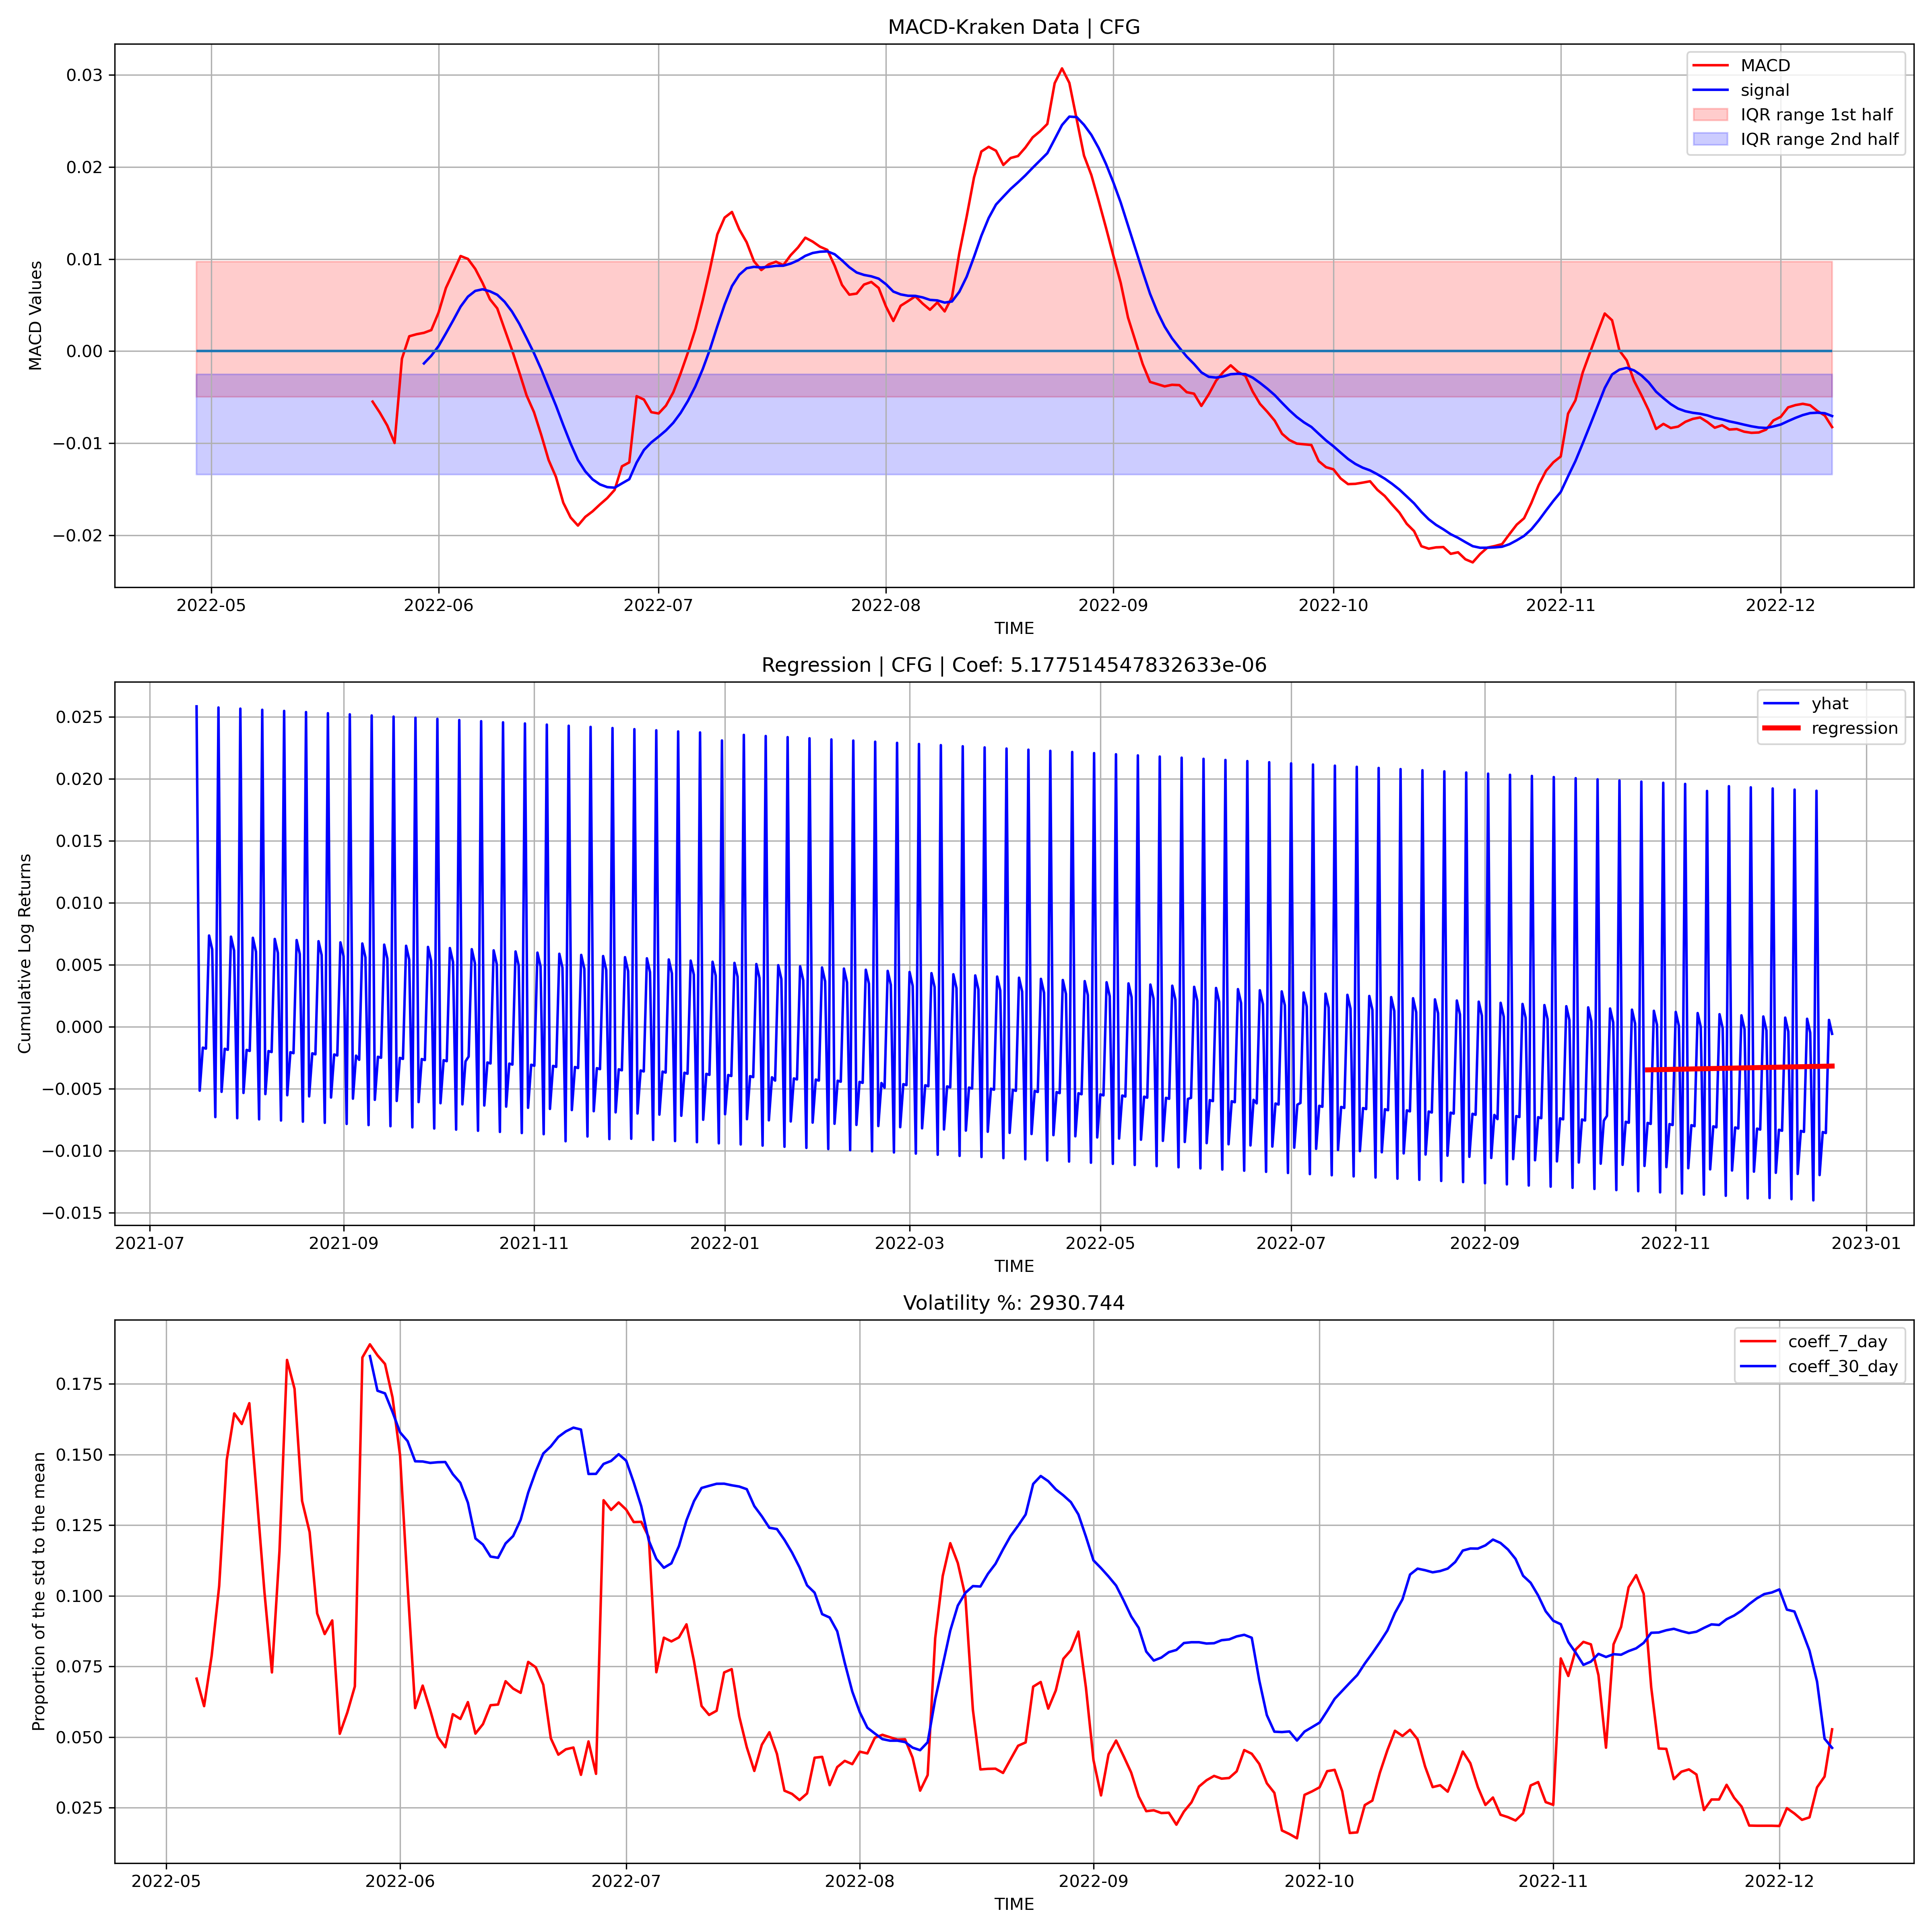 MACD-Kraken Data | CFG
MACD Values
0.03
0.02
0.01
0.00
−0.01
−0.02
MACD
signal
IQR range 1st half
IQR range 2nd half
2022-05 2022-06 2022-07 2022-08 2022-09 2022-10 2022-11 2022-12
TIME
Regression | CFG | Coef: 5.177514547832633e-06
Cumulative Log Returns
0.025
0.020
0.015
0.010
0.005
0.000
−0.005
−0.010
−0.015
yhat
regression
2021-07 2021-09 2021-11 2022-01 2022-03 2022-05 2022-07 2022-09 2022-11 2023-01
TIME
Volatility %: 2930.744
Proportion of the std to the mean
0.175
0.150
0.125
0.100
0.075
0.050
0.025
coeff_7_day
coeff_30_day
2022-05 2022-06 2022-07 2022-08 2022-09 2022-10 2022-11 2022-12
TIME